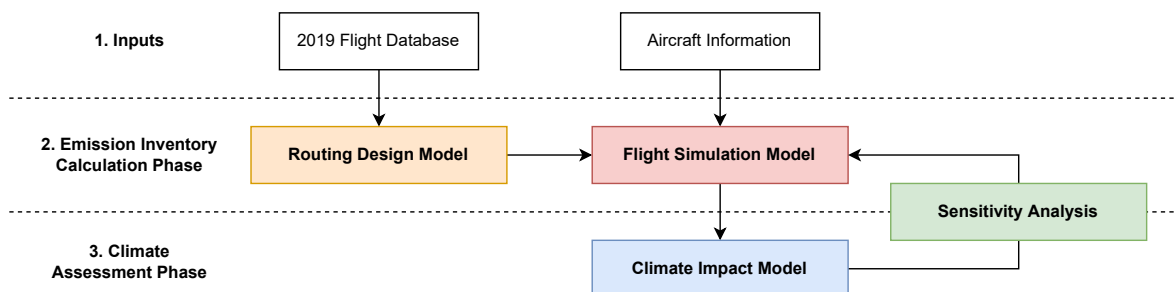 1. Inputs
2019 Flight Database
Aircraft Information
2. Emission Inventory
Calculation Phase
Routing Design Model
Flight Simulation Model
Sensitivity Analysis
3. Climate
Assessment Phase
Climate Impact Model